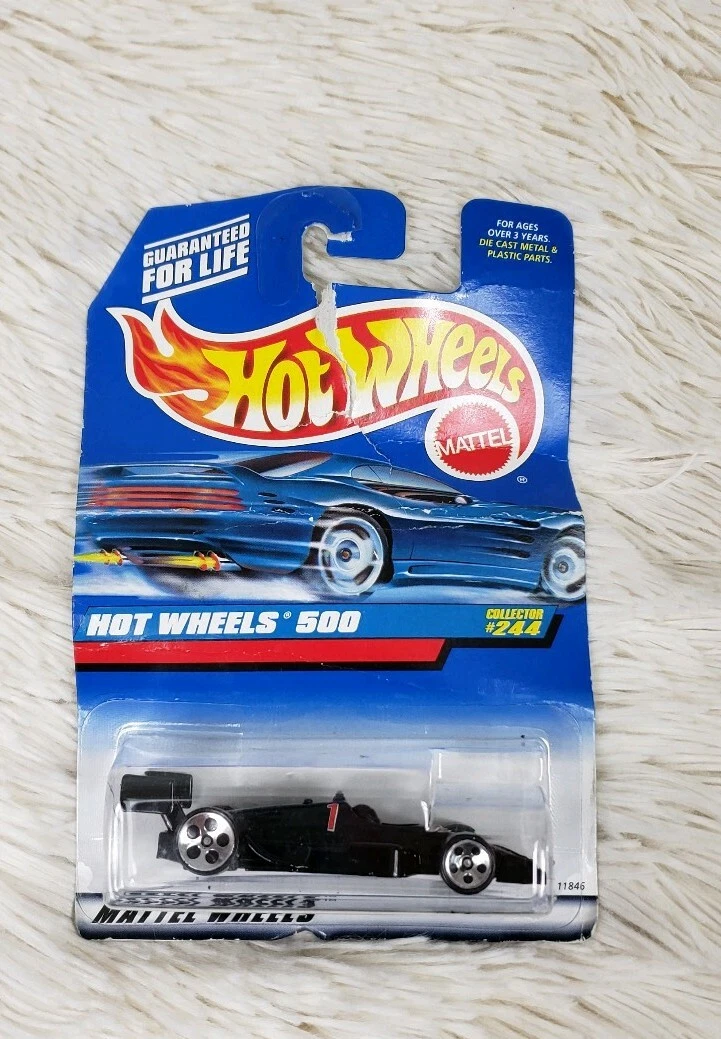 GUARANTEED
FOR LIFE
FOR AGES
OVER 3 YEARS.
DIE CAST METAL &
PLASTIC PARTS.
HOT WHEELS
MATTEL
®
HOT WHEELS® 500
COLLECTOR
#244
1
11846
MATTEL WHEELS